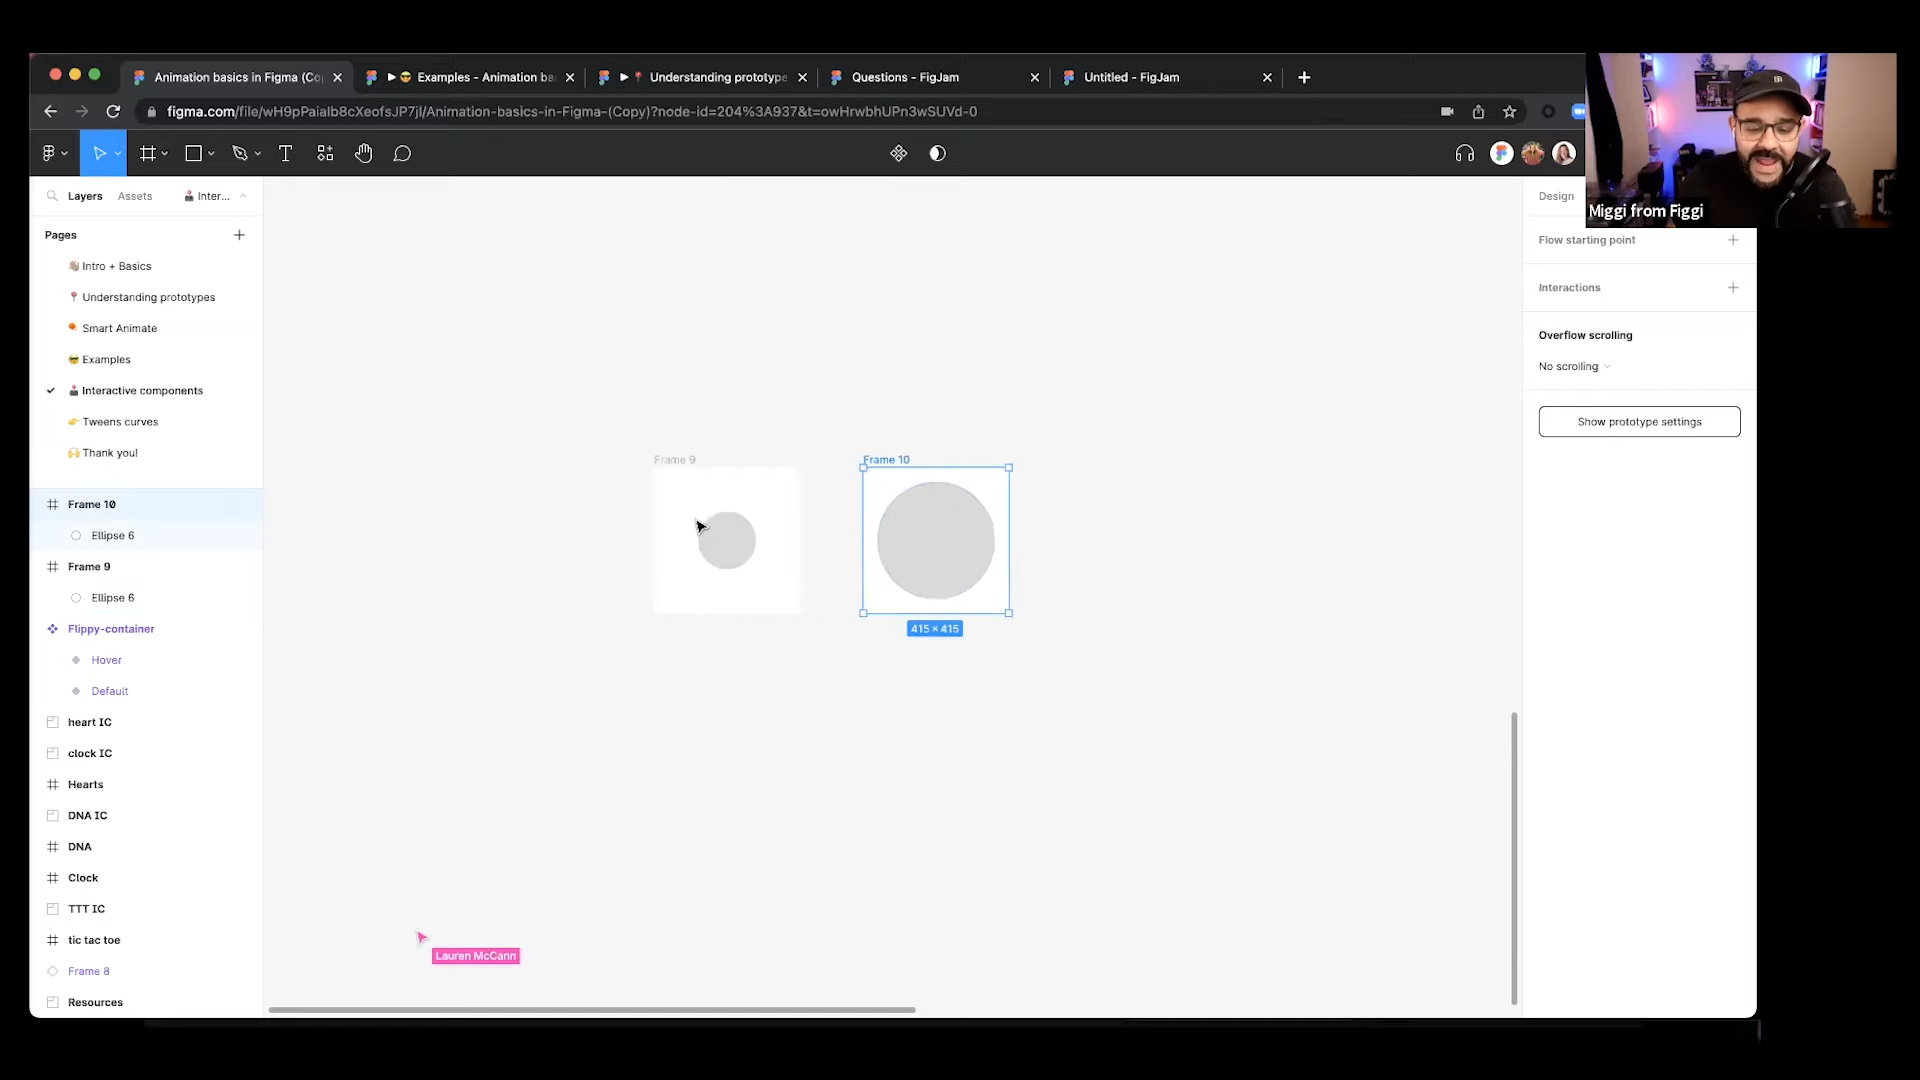 Animation basics in Figma (Co
Examples - Animation ba
Understanding prototype
Questions - FigJam
Untitled - FigJam
figma.com/file/wH9pPaiaIb8cXeofsJP7jl/Animation-basics-in-Figma-(Copy)?node-id=204%3A937&t=owHrwbhUPn3wSUVd-0
Miggi from Figgi
Layers
Assets
Inter...
Design
Pages
Intro + Basics
Understanding prototypes
Smart Animate
Examples
Interactive components
Tweens curves
Thank you!
Frame 10
Ellipse 6
Frame 9
Ellipse 6
Flippy-container
Hover
Default
heart IC
clock IC
Hearts
DNA IC
DNA
Clock
TTT IC
tic tac toe
Frame 8
Resources
Frame 9
Frame 10
415 × 415
Lauren McCann
Flow starting point
Interactions
Overflow scrolling
No scrolling
Show prototype settings